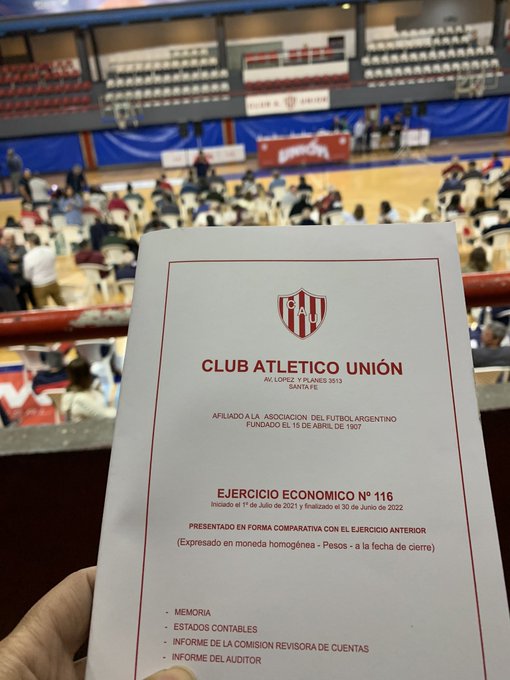 CLUB A. UNION
UNIÓN
CAU
CLUB ATLETICO UNIÓN
AV, LOPEZ Y PLANES 3513
SANTA FE
AFILIADO A LA ASOCIACION DEL FUTBOL ARGENTINO
FUNDADO EL 15 DE ABRIL DE 1907
EJERCICIO ECONOMICO Nº 116
Iniciado el 1º de Julio de 2021 y finalizado el 30 de Junio de 2022
PRESENTADO EN FORMA COMPARATIVA CON EL EJERCICIO ANTERIOR
(Expresado en moneda homogénea - Pesos - a la fecha de cierre)
- MEMORIA
- ESTADOS CONTABLES
- INFORME DE LA COMISION REVISORA DE CUENTAS
- INFORME DEL AUDITOR